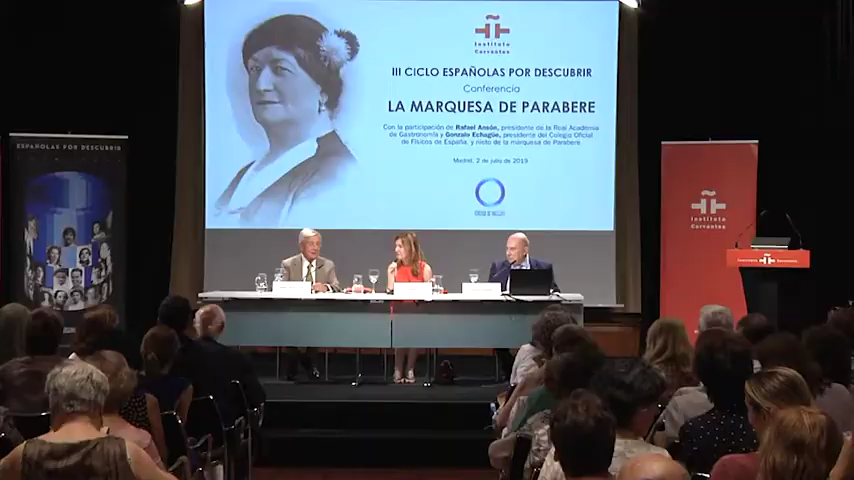 Instituto
Cervantes
III CICLO ESPAÑOLAS POR DESCUBRIR
Conferencia
LA MARQUESA DE PARABERE
Con la participación de Rafael Ansón, presidente de la Real Academia
de Gastronomía y Gonzalo Echagüe, presidente del Colegio Oficial
de Físicos de España, y nieto de la marquesa de Parabere
Madrid, 2 de julio de 2019
ESPAÑOLAS POR DESCUBRIR
Instituto
Cervantes
Instituto
Cervantes